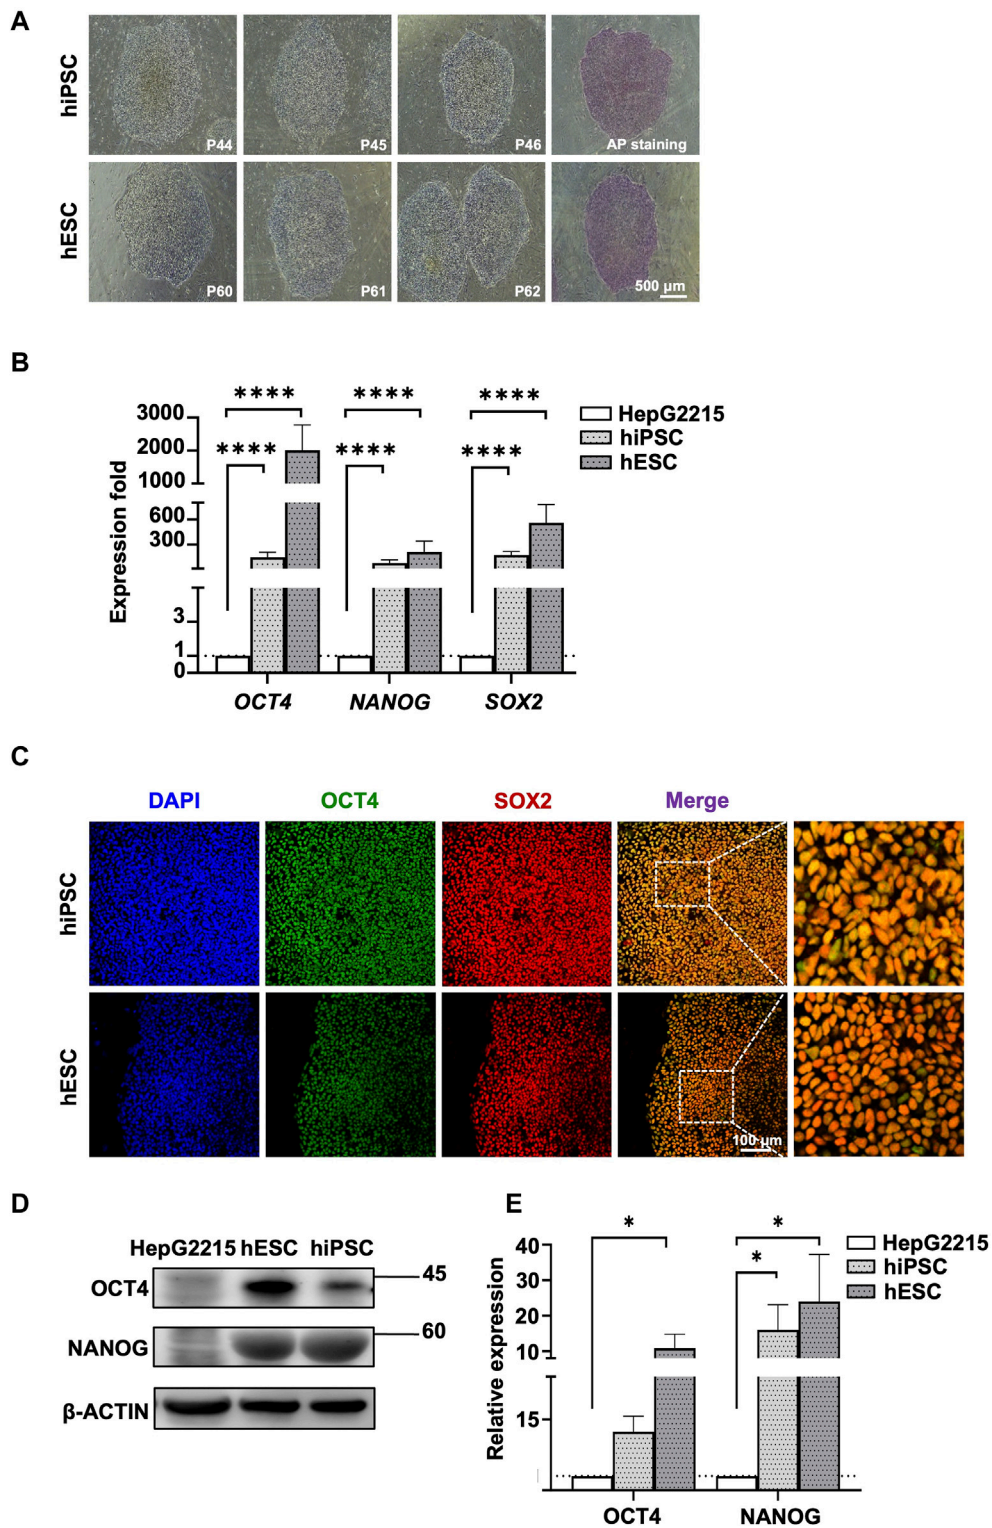 A
hiPSC
P44
P45
P46
AP staining
hESC
P60
P61
P62
500 µm
B
Expression fold
3000
2000
1000
600
300
3
1
0
****
****
****
****
****
****
OCT4
NANOG
SOX2
HepG2215
hiPSC
hESC
C
DAPI
OCT4
SOX2
Merge
hiPSC
hESC
100 µm
D
HepG2215 hESC hiPSC
OCT4
45
NANOG
60
β-ACTIN
E
Relative expression
40
30
20
10
15
*
*
*
OCT4
NANOG
HepG2215
hiPSC
hESC